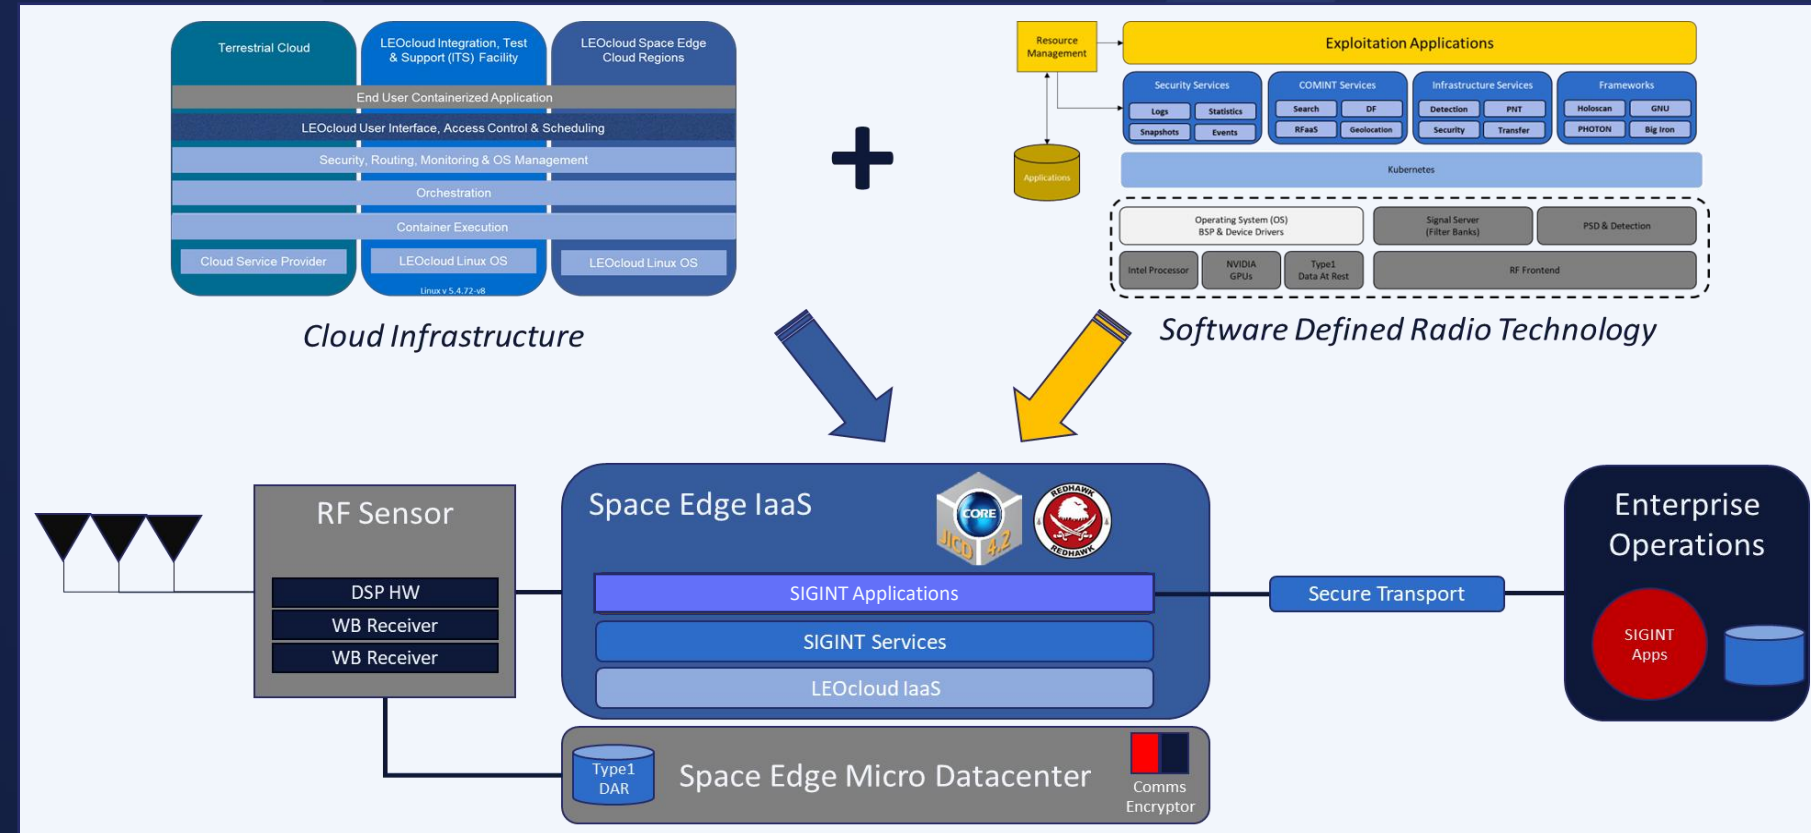 Terrestrial Cloud
LEOcloud Integration, Test
& Support (ITS) Facility
LEOcloud Space Edge
Cloud Regions
End User Containerized Application
LEOcloud User Interface, Access Control & Scheduling
Security, Routing, Monitoring & OS Management
Orchestration
Container Execution
Cloud Service Provider
LEOcloud Linux OS
LEOcloud Linux OS
Linux v 5.4.72-v8
Cloud Infrastructure
+
Resource
Management
Applications
Exploitation Applications
Security Services
Logs
Statistics
Snapshots
Events
COMINT Services
Search
DF
RFaaS
Geolocation
Infrastructure Services
Detection
PNT
Security
Transfer
Frameworks
Holoscan
GNU
PHOTON
Big Iron
Kubernetes
Operating System (OS)
BSP & Device Drivers
Signal Server
(Filter Banks)
PSD & Detection
Intel Processor
NVIDIA
GPUs
Type1
Data At Rest
RF Frontend
Software Defined Radio Technology
RF Sensor
DSP HW
WB Receiver
WB Receiver
Space Edge IaaS
CORE
JICD 4.2
REDHAWK
REDHAWK
SIGINT Applications
SIGINT Services
LEOcloud IaaS
Secure Transport
Enterprise
Operations
SIGINT
Apps
Type1
DAR
Space Edge Micro Datacenter
Comms
Encryptor